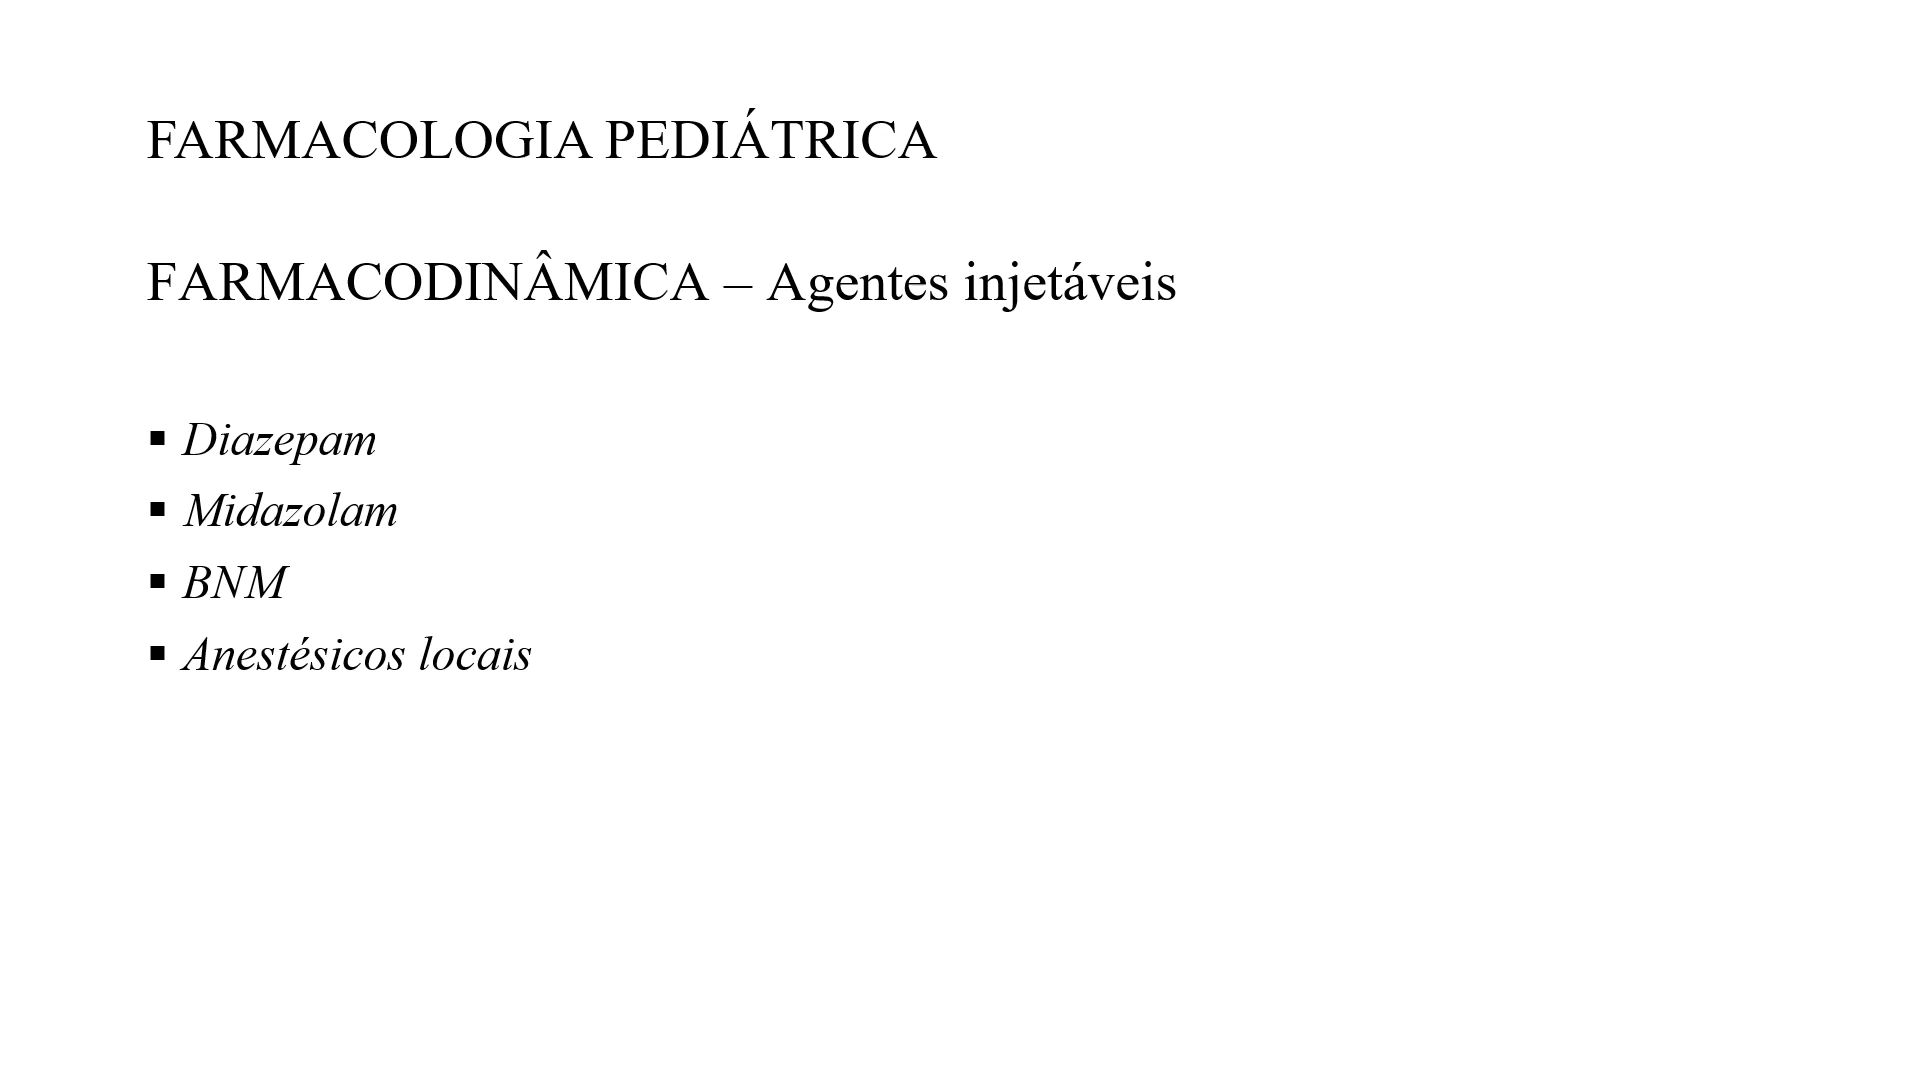 FARMACOLOGIA PEDIÁTRICA
FARMACODINÂMICA – Agentes injetáveis
▪ Diazepam
▪ Midazolam
▪ BNM
▪ Anestésicos locais